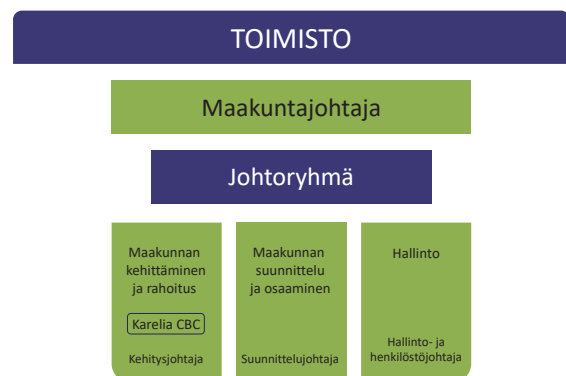 TOIMISTO
Maakuntajohtaja
Johtoryhmä
Maakunnan
kehittäminen
ja rahoitus
Karelia CBC
Kehitysjohtaja
Maakunnan
suunnittelu
ja osaaminen
Suunnittelujohtaja
Hallinto
Hallinto- ja
henkilöstöjohtaja